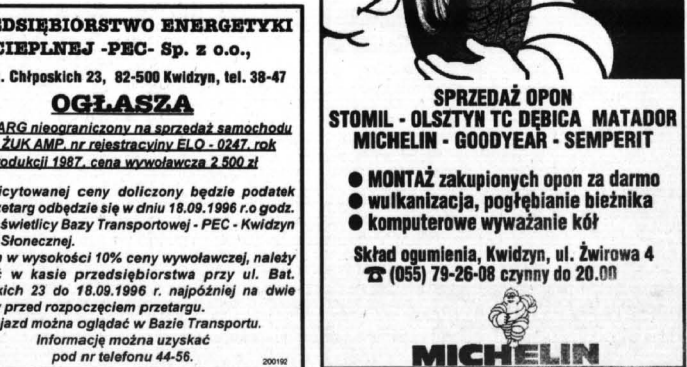 EDSIĘBIORSTWO ENERGETYKI
CIEPLNEJ -PEC- Sp. z o.o.,
. Chłposkich 23, 82-500 Kwidzyn, tel. 38-47
OGŁASZA
ARG nieograniczony na sprzedaż samochodu
ŻUK AMP. nr rejestracyjny ELO - 0247. rok
odukcji 1987. cena wywoławcza 2 500 zł
icytowanej ceny doliczony będzie podatek
zetarg odbędzie się w dniu 18.09.1996 r.o godz.
świetlicy Bazy Transportowej - PEC - Kwidzyn
Słonecznej.
n w wysokości 10% ceny wywoławczej, należy
ć w kasie przedsiębiorstwa przy ul. Bat.
kich 23 do 18.09.1996 r. najpóźniej na dwie
y przed rozpoczęciem przetargu.
jazd można oglądać w Bazie Transportu.
Informację można uzyskać
pod nr telefonu 44-56.
200192
SPRZEDAŻ OPON
STOMIL - OLSZTYN TC DĘBICA MATADOR
MICHELIN - GOODYEAR - SEMPERIT
● MONTAŻ zakupionych opon za darmo
● wulkanizacja, pogłębianie bieżnika
● komputerowe wyważanie kół
Skład ogumienia, Kwidzyn, ul. Żwirowa 4
☎ (055) 79-26-08 czynny do 20.00
MICHELIN